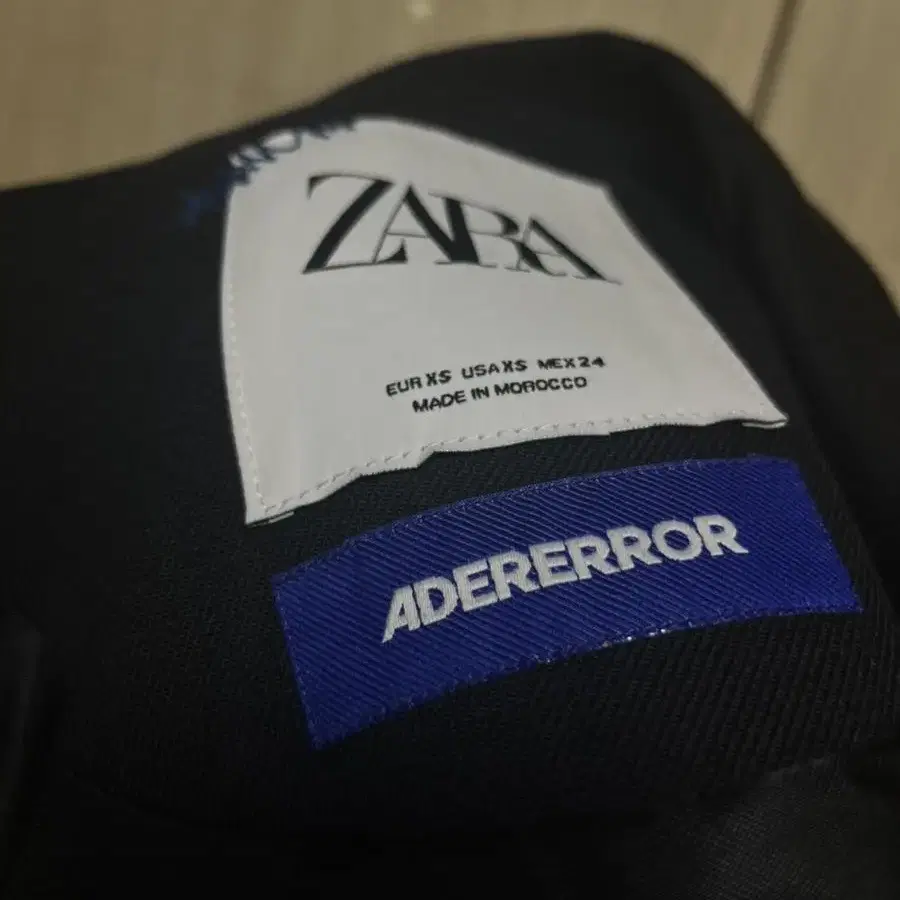 ZARA
EUR XS USA XS MEX 24
MADE IN MOROCCO
ADERERROR